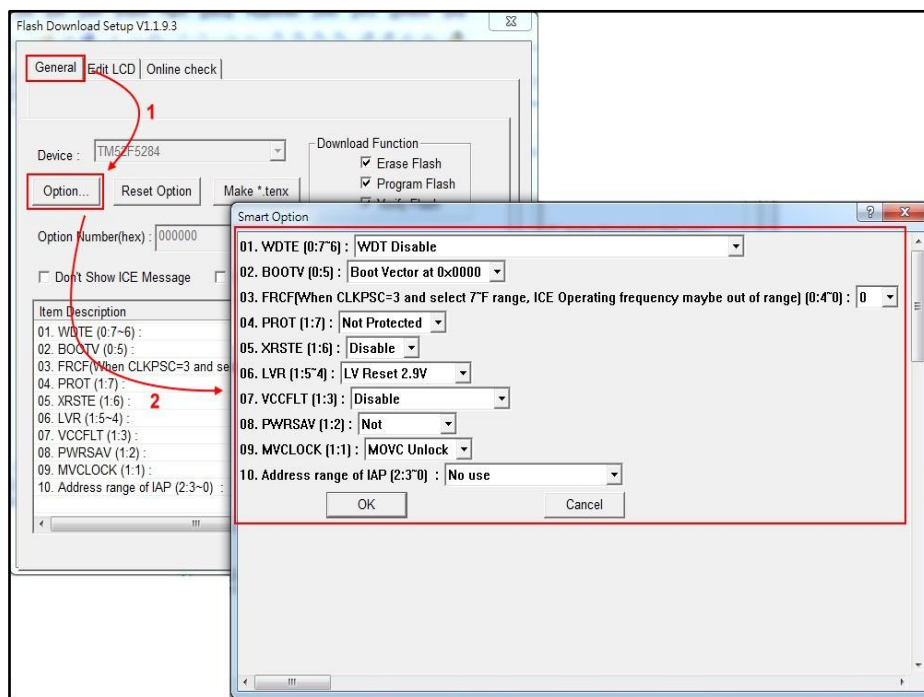 Flash Download Setup V1.1.9.3
General Edit LCD Online check
1
Device : TM52F5284
Download Function
Erase Flash
Program Flash
Verify Flash
Option... Reset Option Make *.tenx
Option Number(hex) : 000000
Don't Show ICE Message
Item Description
01. WDTE (0:7~6) :
02. BOOTV (0:5) :
03. FRCF(When CLKPSC=3 and se
04. PROT (1:7) :
05. XRSTE (1:6) :
06. LVR (1:5~4) :
07. VCCFLT (1:3) :
08. PWRSAV (1:2) :
09. MVCLOCK (1:1) :
10. Address range of IAP (2:3~0) :
2
Smart Option
01. WDTE (0:7~6) : WDT Disable
02. BOOTV (0:5) : Boot Vector at 0x0000
03. FRCF(When CLKPSC=3 and select 7~F range, ICE Operating frequency maybe out of range) (0:4~0) : 0
04. PROT (1:7) : Not Protected
05. XRSTE (1:6) : Disable
06. LVR (1:5~4) : LV Reset 2.9V
07. VCCFLT (1:3) : Disable
08. PWRSAV (1:2) : Not
09. MVCLOCK (1:1) : MOVC Unlock
10. Address range of IAP (2:3~0) : No use
OK Cancel